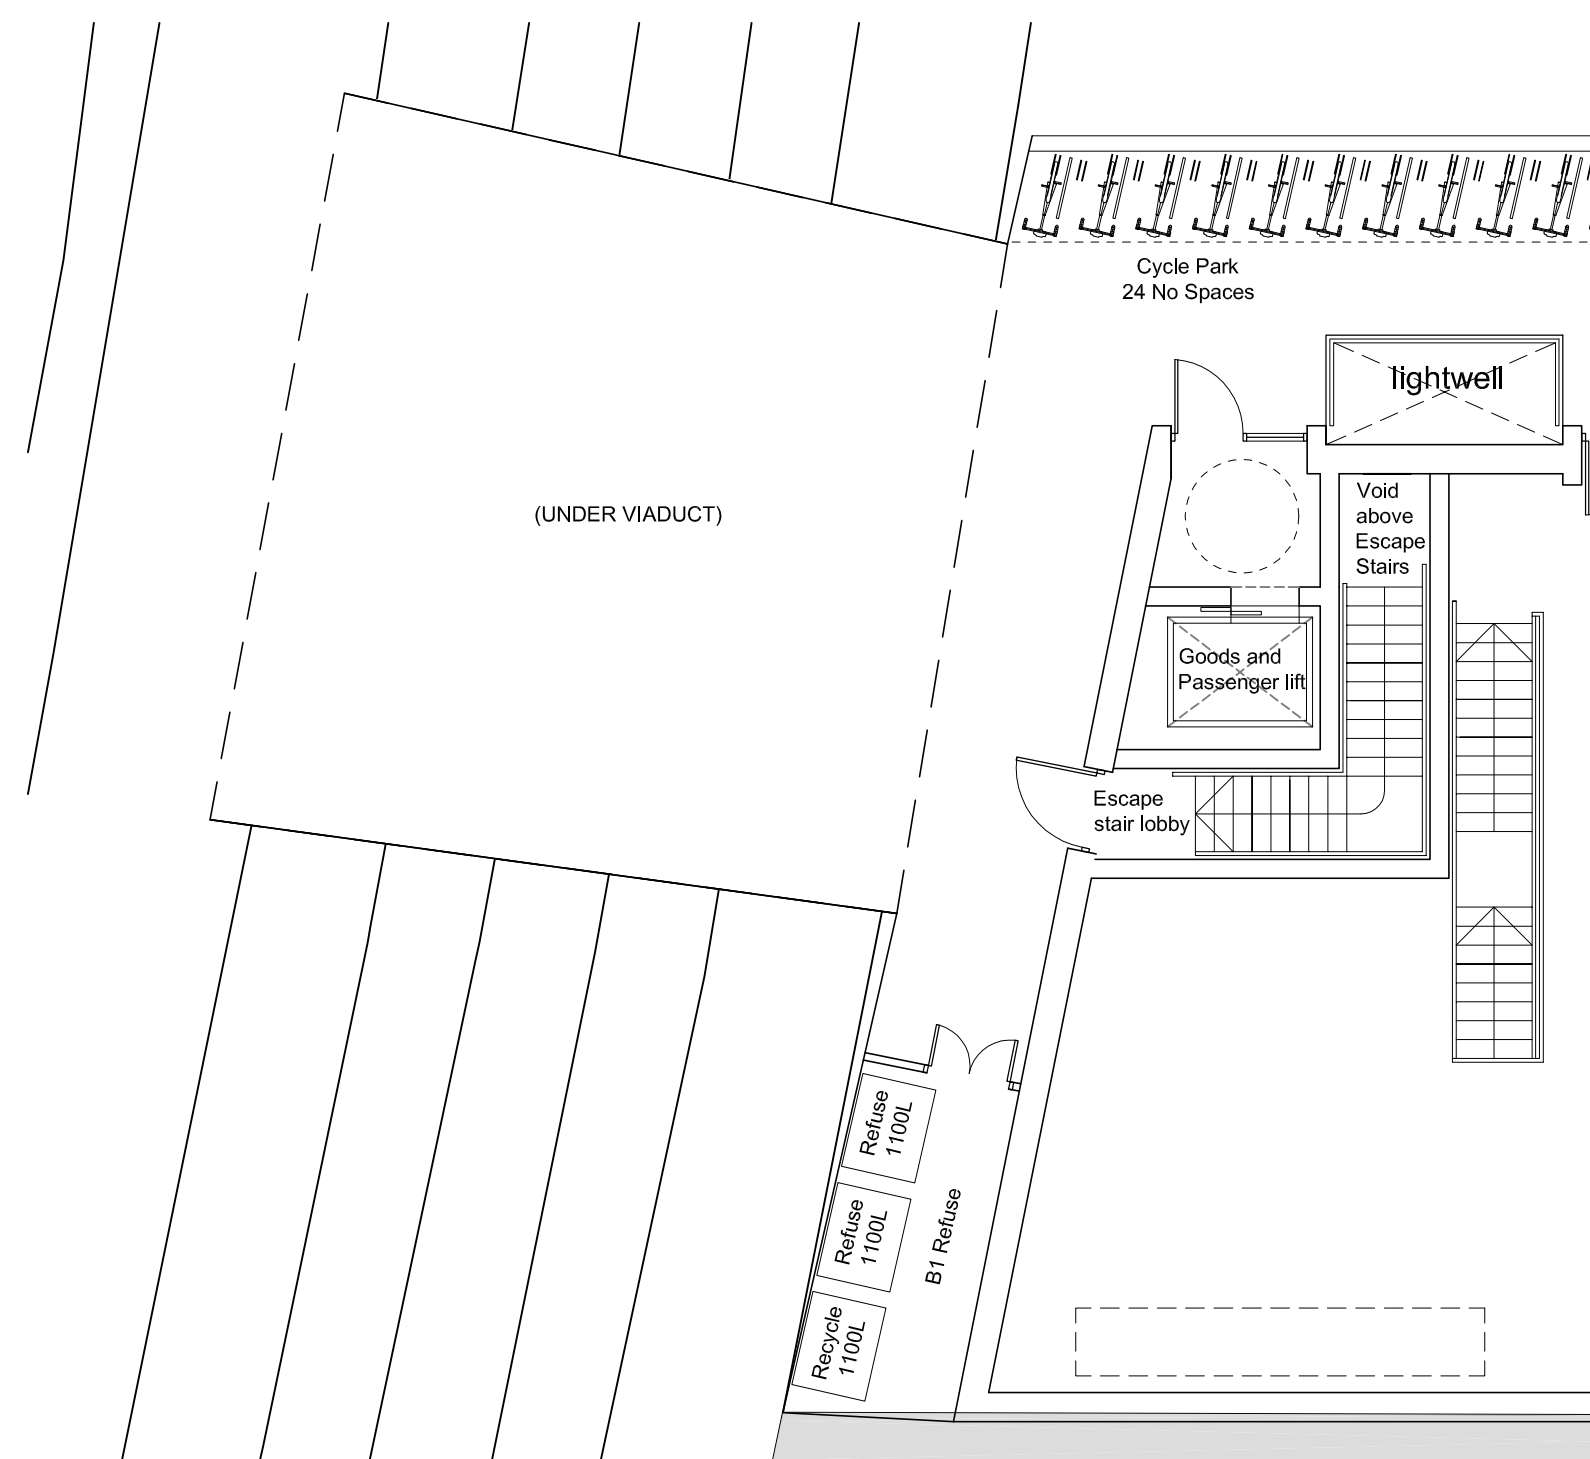 Cycle Park
24 No Spaces
lightwell
(UNDER VIADUCT)
Void
above
Escape
Stairs
Goods and
Passenger lift
Escape
stair lobby
Refuse
1100L
Refuse
1100L
B1 Refuse
Recycle
1100L